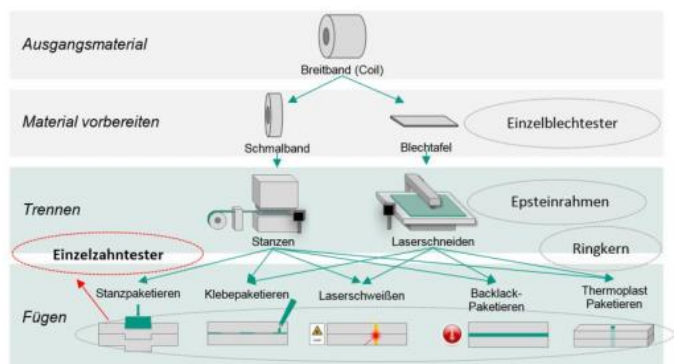 Ausgangsmaterial
Breitband (Coil)
Material vorbereiten
Einzelblechtester
Schmalband
Blechtafel
Trennen
Epsteinrahmen
Stanzen
Laserschneiden
Einzelzahntester
Ringkern
Stanzpaketieren
Klebepaketieren
Laserschweißen
Backlack-
Paketieren
Thermoplast
Paketieren
Fügen